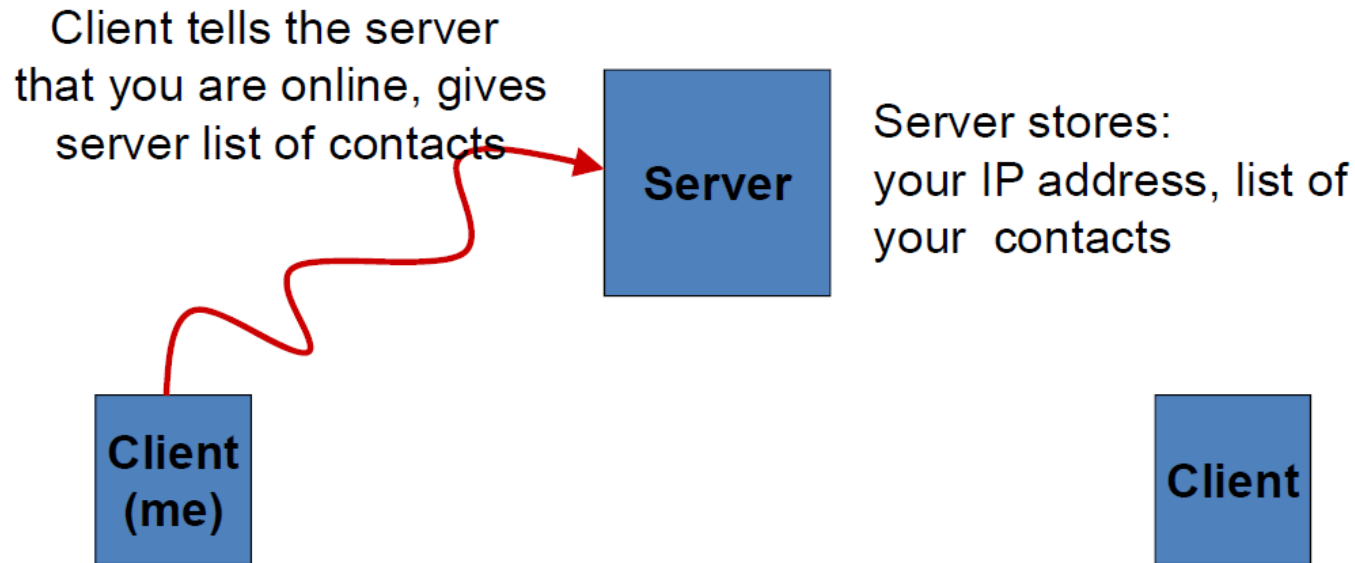 Client tells the server
that you are online, gives
server list of contacts
Server
Server stores:
your IP address, list of
your contacts
Client
(me)
Client